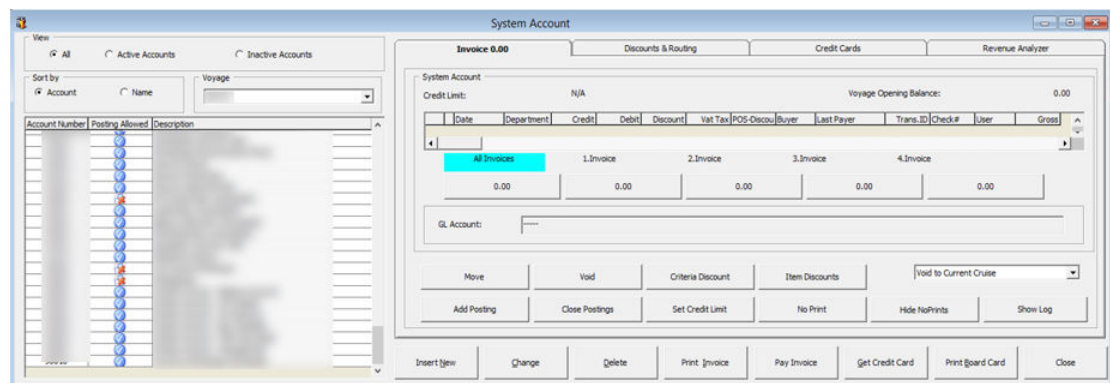 System Account
View
All Active Accounts Inactive Accounts
Sort by
Account Name
Voyage
Account Number Posting Allowed Description
Invoice 0.00 Discounts & Routing Credit Cards Revenue Analyzer
System Account
Credit Limit: N/A Voyage Opening Balance: 0.00
Date Department Credit Debit Discount Vat Tax POS-Discou Buyer Last Payer Trans.ID Check# User Gross
All Invoices 1.Invoice 2.Invoice 3.Invoice 4.Invoice
0.00 0.00 0.00 0.00 0.00
GL Account: ----
Move Void Criteria Discount Item Discounts Void to Current Cruise
Add Posting Close Postings Set Credit Limit No Print Hide NoPrints Show Log
Insert New Change Delete Print Invoice Pay Invoice Get Credit Card Print Board Card Close